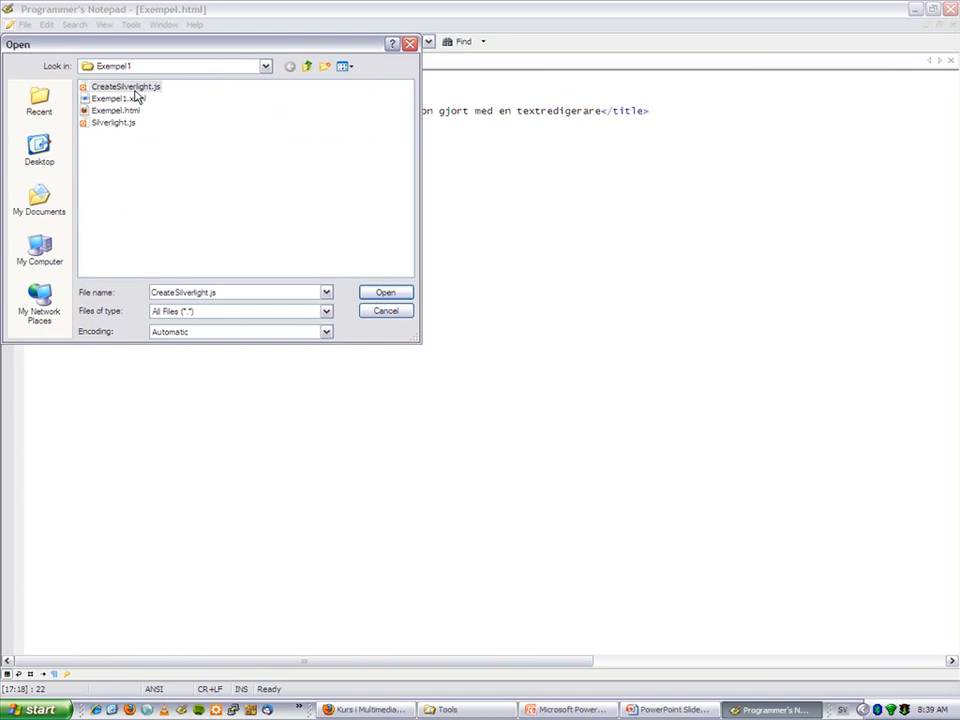 Programmer's Notepad - [Exempel.html]
File Edit Search View Tools Window Help
Open
Find
Look in: Exempel1
CreateSilverlight.js
Exempel.html
Silverlight.js
on gjort med en textredigerare</title>
Recent
Desktop
My Documents
My Computer
My Network Places
File name: CreateSilverlight.js Open
Files of type: All Files (*.*) Cancel
Encoding: Automatic
[17:18] : 22 ANSI CR+LF INS Ready
start Kurs i Multimedia... Tools Microsoft Power... PowerPoint Slide... Programmer's N... SV 8:39 AM